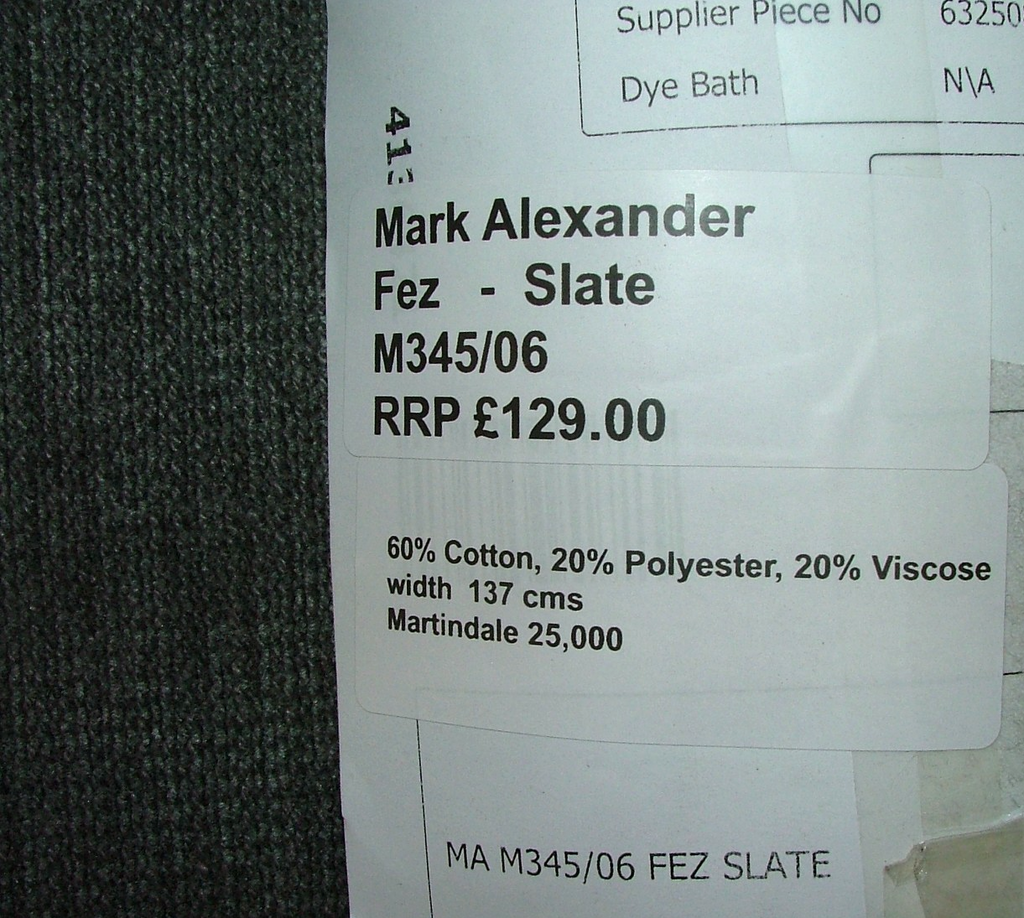 Supplier Piece No
Dye Bath N\A
Mark Alexander
Fez - Slate
M345/06
RRP £129.00
60% Cotton, 20% Polyester, 20% Viscose
width 137 cms
Martindale 25,000
MA M345/06 FEZ SLATE